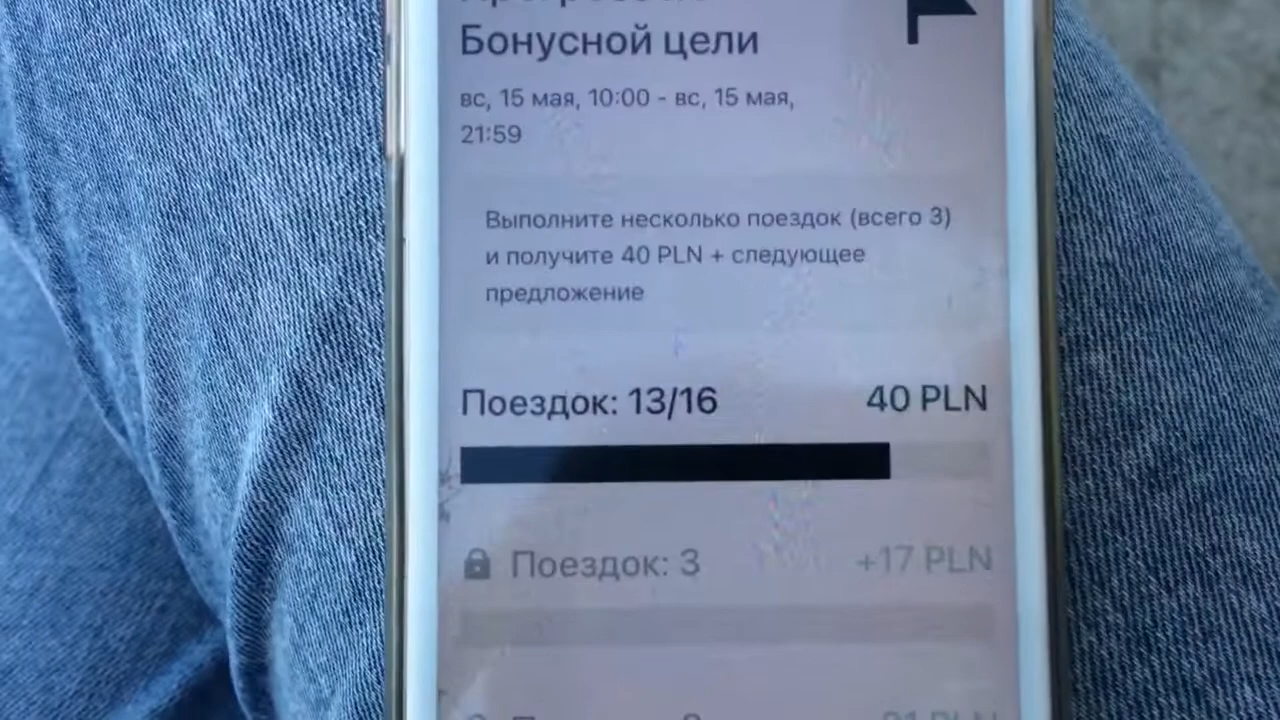 Бонусной цели
вс, 15 мая, 10:00 - вс, 15 мая,
21:59
Выполните несколько поездок (всего 3)
и получите 40 PLN + следующее
предложение
Поездок: 13/16 40 PLN
Поездок: 3 +17 PLN